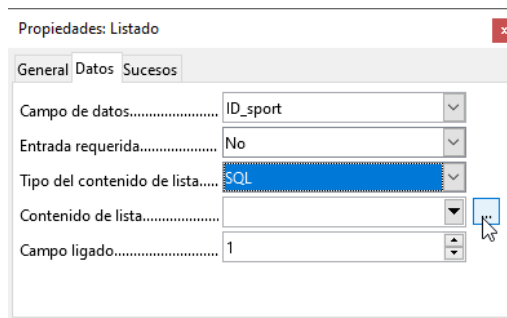 Propiedades: Listado x
General Datos Sucesos
Campo de datos....................... ID_sport
Entrada requerida.................... No
Tipo del contenido de lista..... SQL
Contenido de lista.................... ...
Campo ligado........................... 1